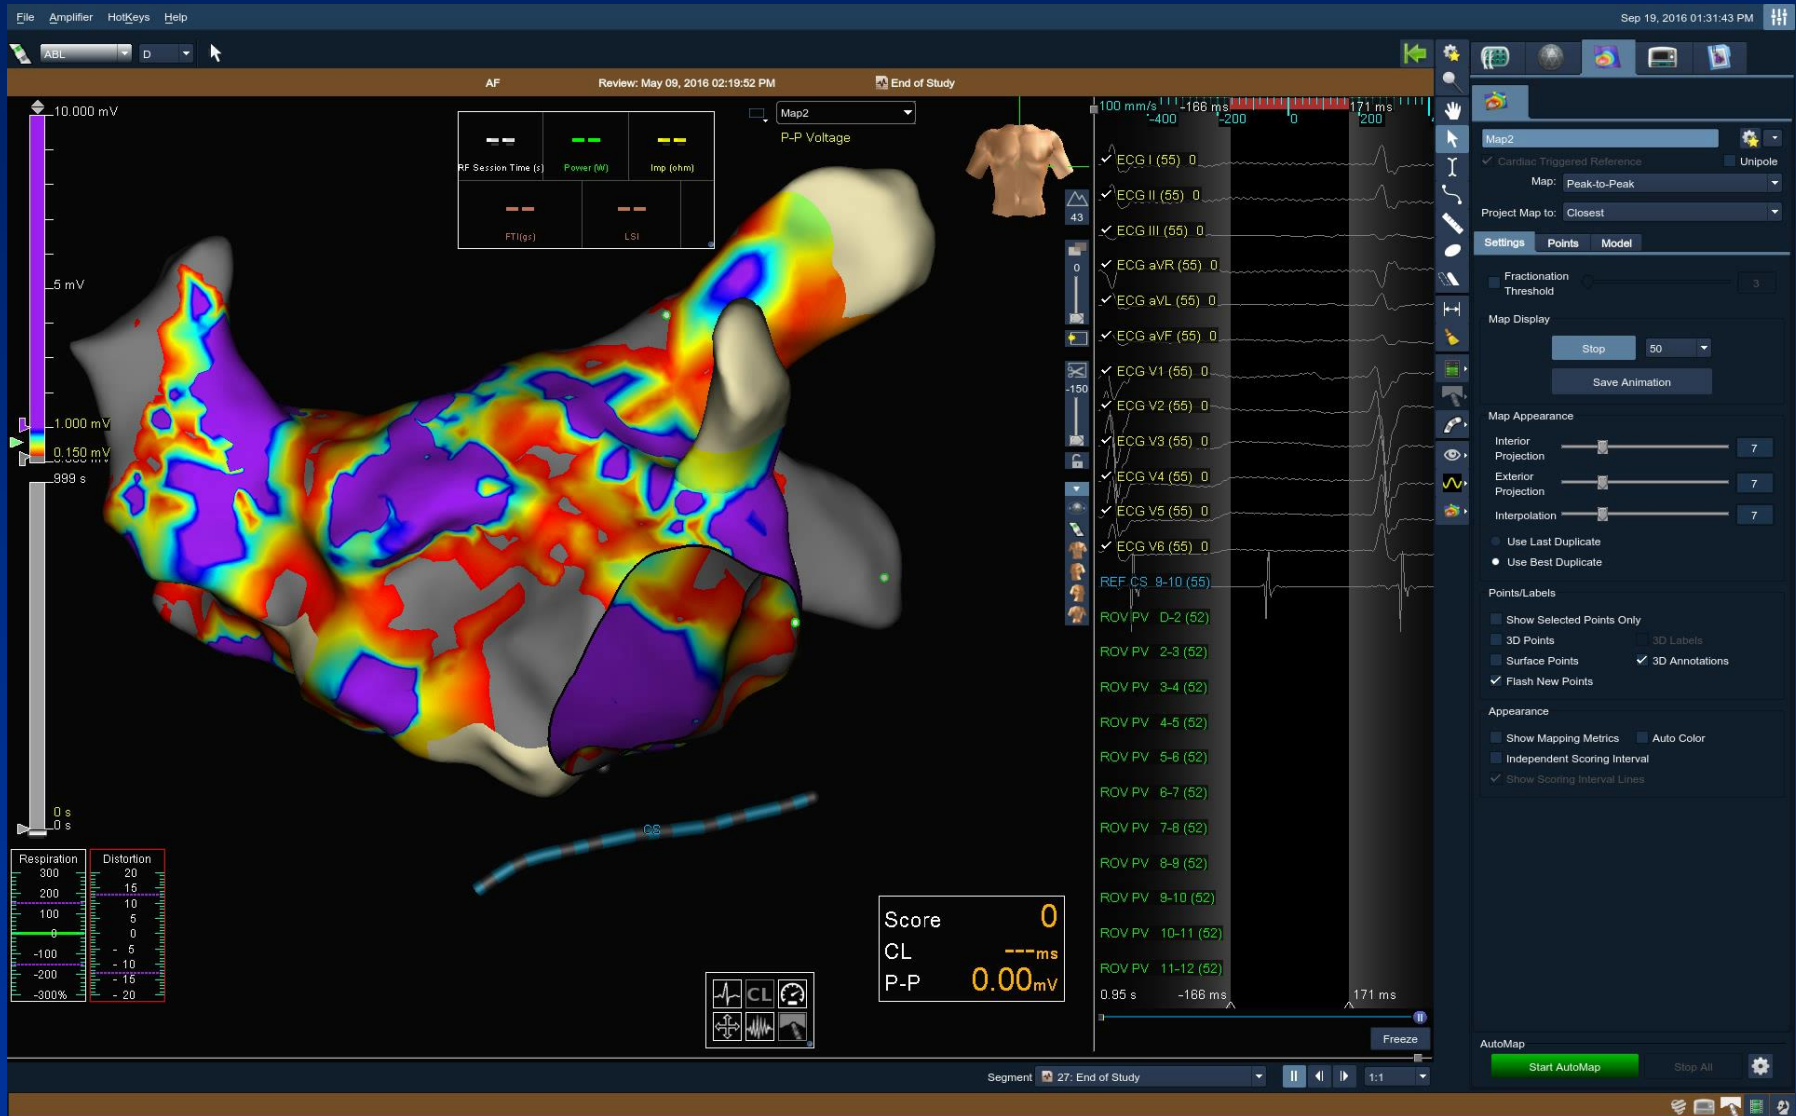 File Amplifier HotKeys Help
Sep 19, 2016 01:31:43 PM
ABL D
AF Review: May 09, 2016 02:19:52 PM End of Study
10.000 mV
5 mV
1.000 mV
0.150 mV
999 s
0 s
0 s
RF Session Time (s) Power (W) Imp (ohm)
FTI(gs) LSI
Map2
P-P Voltage
43
0
-150
CS
Respiration
300
200
100
0
-100
-200
-300%
Distortion
20
15
10
5
0
- 5
- 10
- 15
- 20
CL
Score 0
CL ---ms
P-P 0.00mV
100 mm/s -166 ms 171 ms
-400 -200 0 200
ECG I (55) 0
ECG II (55) 0
ECG III (55) 0
ECG aVR (55) 0
ECG aVL (55) 0
ECG aVF (55) 0
ECG V1 (55) 0
ECG V2 (55) 0
ECG V3 (55) 0
ECG V4 (55) 0
ECG V5 (55) 0
ECG V6 (55) 0
REF CS 9-10 (55)
ROV PV D-2 (52)
ROV PV 2-3 (52)
ROV PV 3-4 (52)
ROV PV 4-5 (52)
ROV PV 5-6 (52)
ROV PV 6-7 (52)
ROV PV 7-8 (52)
ROV PV 8-9 (52)
ROV PV 9-10 (52)
ROV PV 10-11 (52)
ROV PV 11-12 (52)
0.95 s -166 ms 171 ms
Freeze
Segment 27: End of Study 1:1
Map2
Cardiac Triggered Reference Unipole
Map: Peak-to-Peak
Project Map to: Closest
Settings Points Model
Fractionation
Threshold 3
Map Display
Stop 50
Save Animation
Map Appearance
Interior
Projection 7
Exterior
Projection 7
Interpolation 7
Use Last Duplicate
Use Best Duplicate
Points/Labels
Show Selected Points Only
3D Points 3D Labels
Surface Points 3D Annotations
Flash New Points
Appearance
Show Mapping Metrics Auto Color
Independent Scoring Interval
Show Scoring Interval Lines
AutoMap
Start AutoMap Stop All